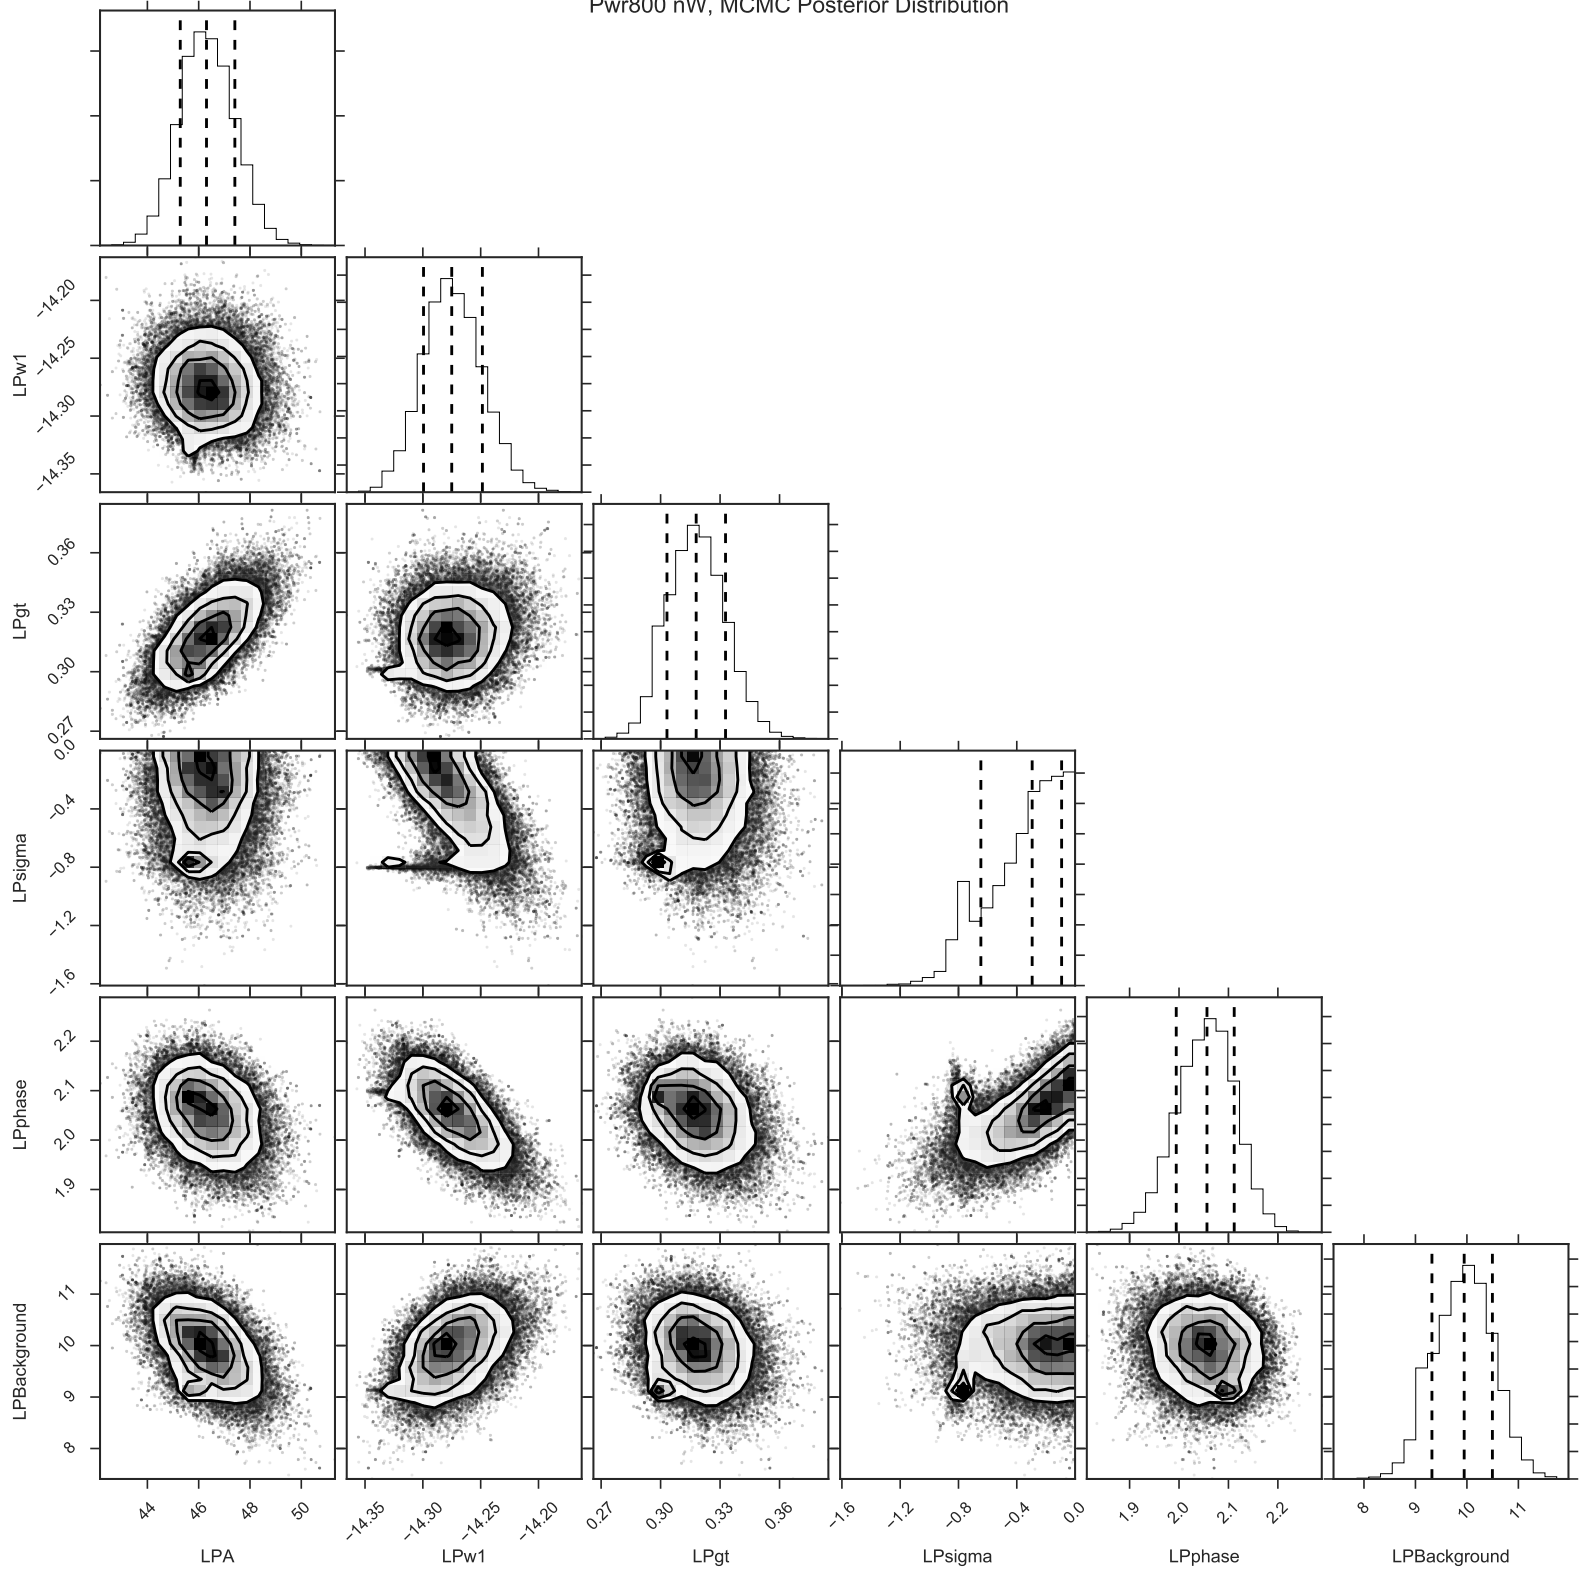 Pwr800 nW, MCMC Posterior Distribution
LPw1
−14.20
−14.25
−14.30
−14.35
LPgt
0.36
0.33
0.30
0.27
LPsigma
0.0
−0.4
−0.8
−1.2
−1.6
LPphase
2.2
2.1
2.0
1.9
LPBackground
11
10
9
8
44 46 48 50 −14.35 −14.30 −14.25 −14.20 0.27 0.30 0.33 0.36 −1.6 −1.2 −0.8 −0.4 0.0 1.9 2.0 2.1 2.2 8 9 10 11
LPA LPw1 LPgt LPsigma LPphase LPBackground